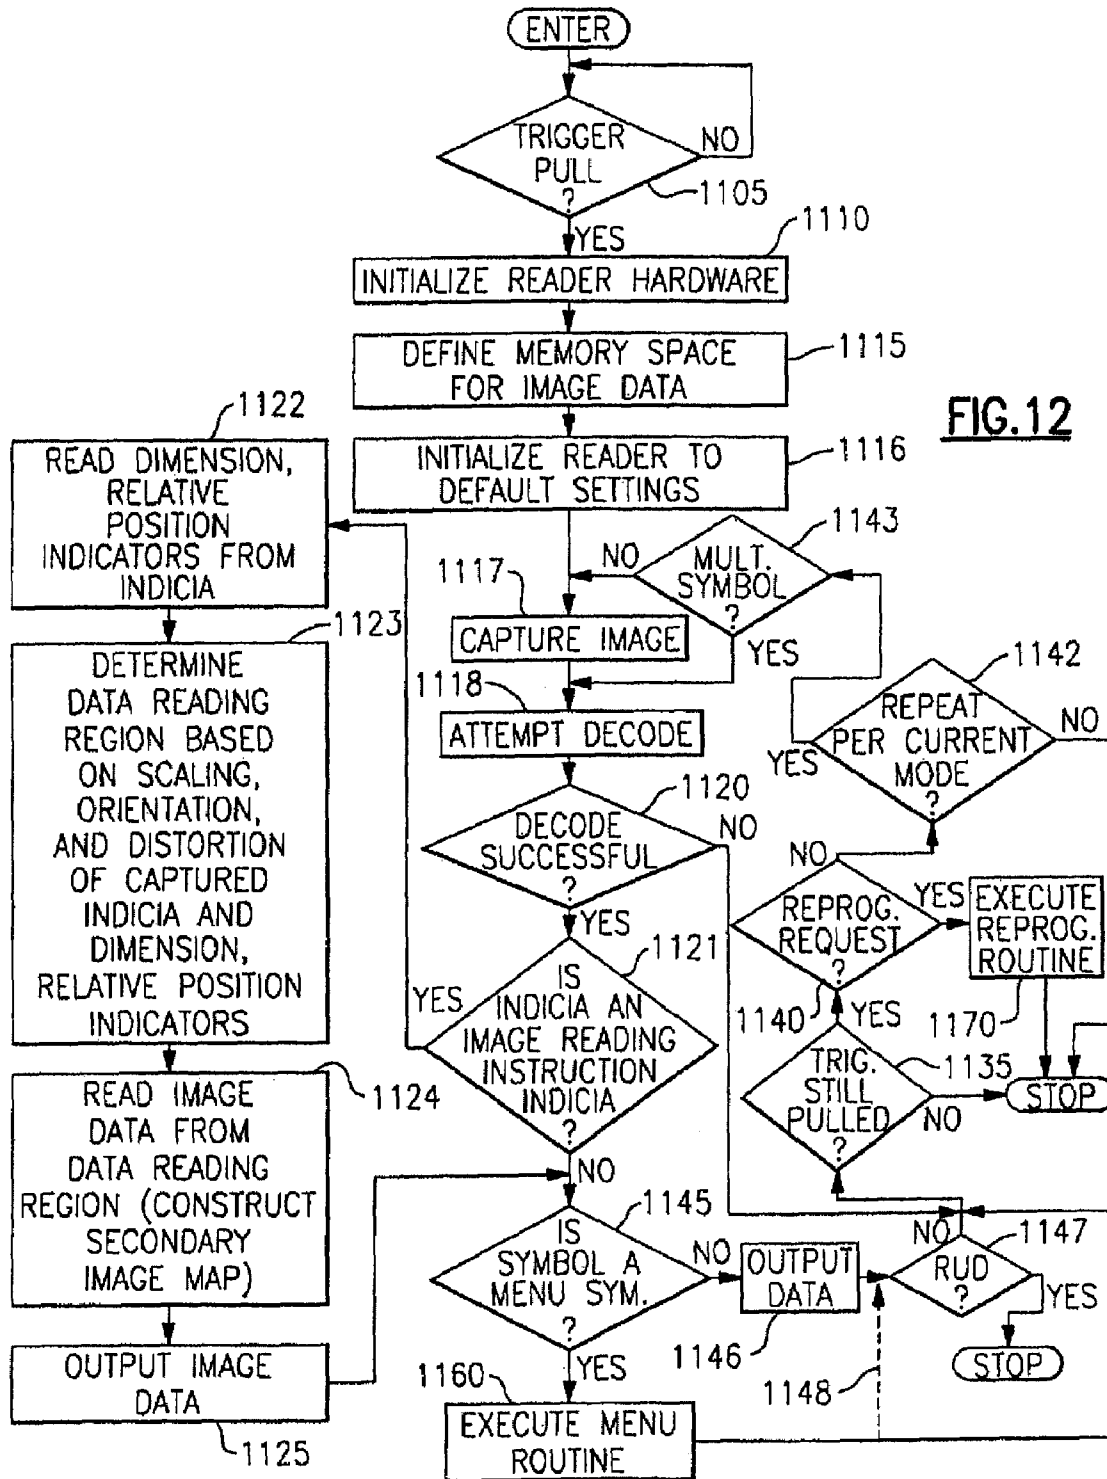 ENTER
TRIGGER
PULL
?
NO
1105
YES
1110
INITIALIZE READER HARDWARE
DEFINE MEMORY SPACE
FOR IMAGE DATA
1115
INITIALIZE READER TO
DEFAULT SETTINGS
1116
FIG.12
1122
READ DIMENSION,
RELATIVE
POSITION
INDICATORS FROM
INDICIA
1123
DETERMINE
DATA READING
REGION BASED
ON SCALING,
ORIENTATION,
AND DISTORTION
OF CAPTURED
INDICIA AND
DIMENSION,
RELATIVE POSITION
INDICATORS
READ IMAGE
DATA FROM
DATA READING
REGION (CONSTRUCT
SECONDARY
IMAGE MAP)
1124
OUTPUT IMAGE
DATA
1125
1143
NO
MULT.
SYMBOL
?
YES
1117
CAPTURE IMAGE
1118
ATTEMPT DECODE
1120
DECODE
SUCCESSFUL
?
NO
YES
1121
IS
INDICIA AN
IMAGE READING
INSTRUCTION
INDICIA
?
YES
NO
1145
IS
SYMBOL A
MENU SYM.
?
NO
YES
OUTPUT
DATA
1146
1160
EXECUTE MENU
ROUTINE
1142
REPEAT
PER CURRENT
MODE
?
YES
NO
REPROG.
REQUEST
?
NO
YES
1140
EXECUTE
REPROG.
ROUTINE
1170
YES
1135
TRIG.
STILL
PULLED
?
NO
STOP
NO
1147
RUD
?
YES
STOP
1148